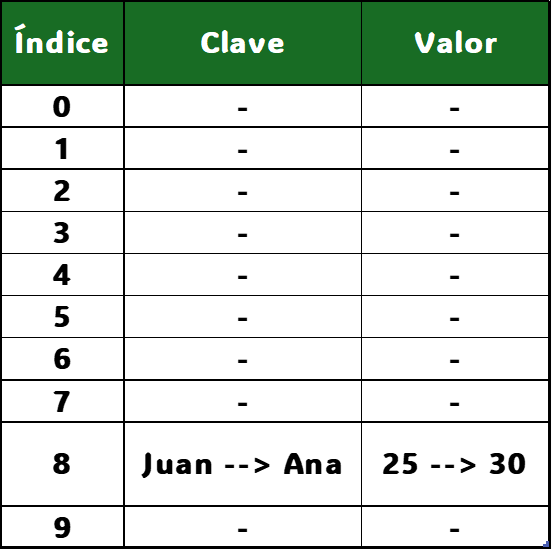 Índice Clave Valor
0 - -
1 - -
2 - -
3 - -
4 - -
5 - -
6 - -
7 - -
8 Juan --> Ana 25 --> 30
9 - -